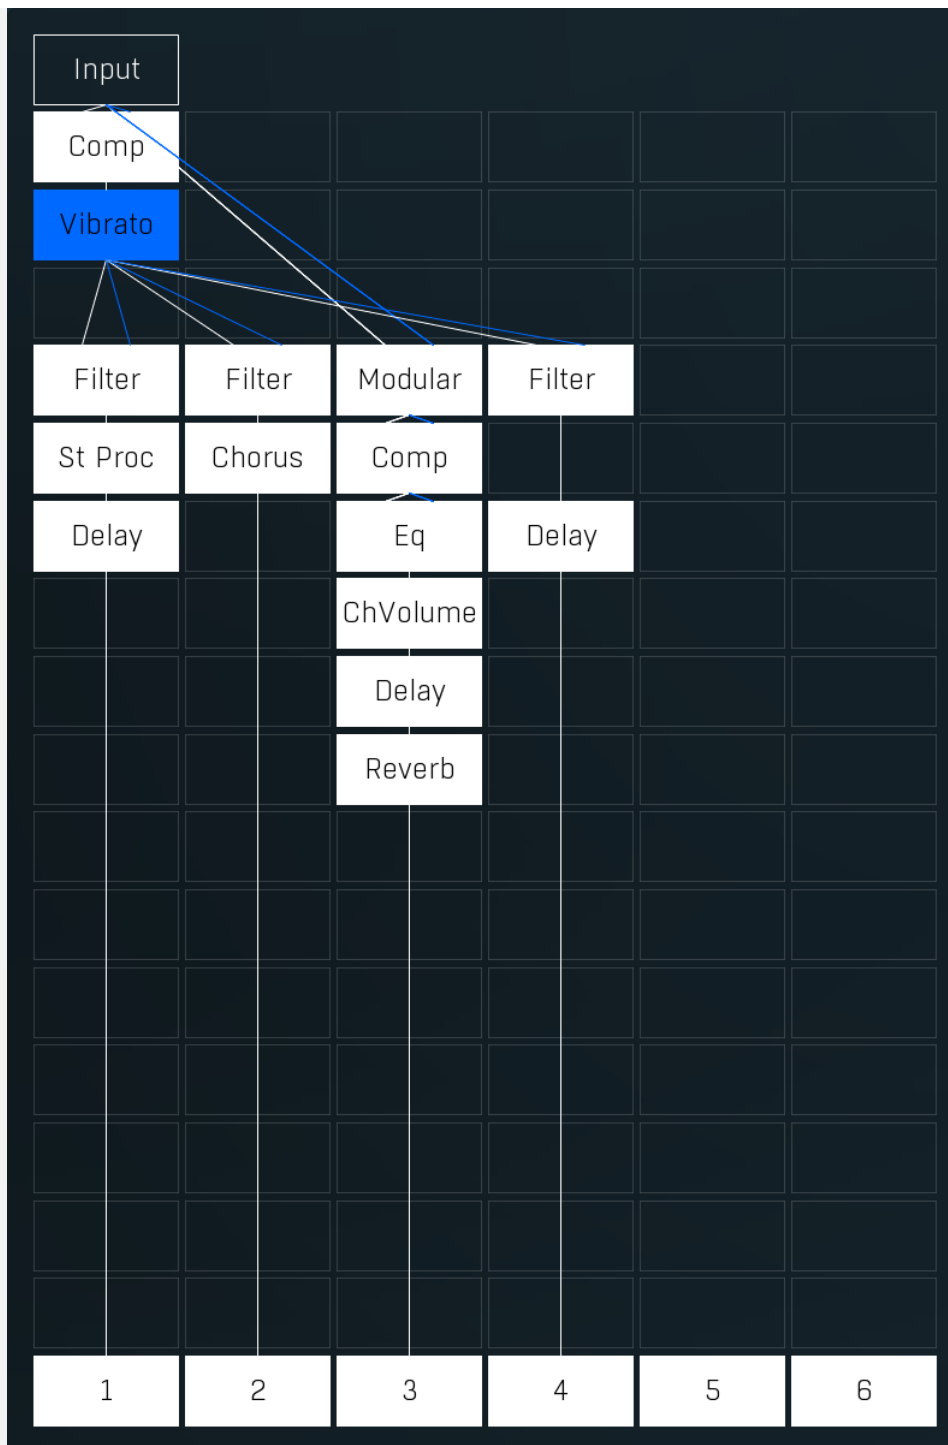 Input
Comp
Vibrato
Filter Filter Modular Filter
St Proc Chorus Comp
Delay Eq Delay
ChVolume
Delay
Reverb
1 2 3 4 5 6